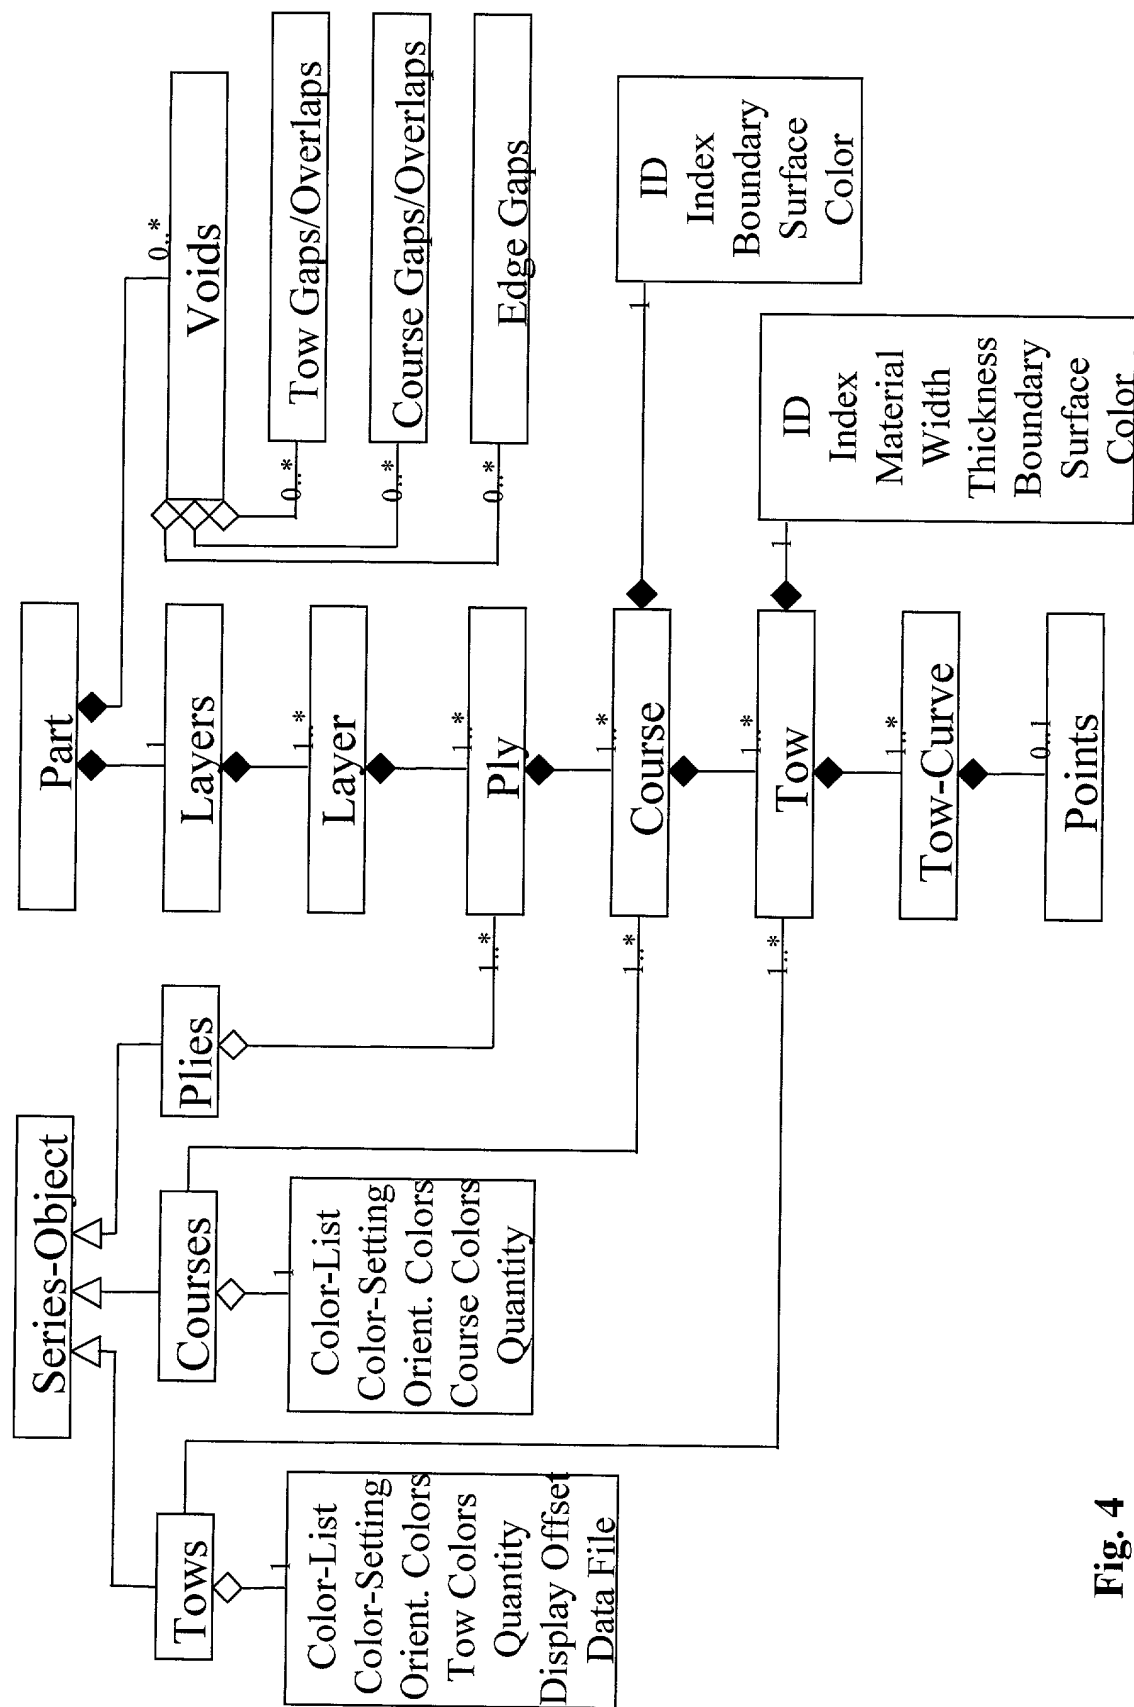 Series-Object
Part
Tows
Courses
Plies
Layers
1
Voids
0..*
1
Color-List
Color-Setting
Orient. Colors
Tow Colors
Quantity
Display Offset
Data File
1
Color-List
Color-Setting
Orient. Colors
Course Colors
Quantity
Layer
1..*
Tow Gaps/Overlaps
0..*
Course Gaps/Overlaps
0..*
Edge Gaps
0..*
Ply
1..*
1..*
Course
1..*
1..*
1
ID
Index
Boundary
Surface
Color
Tow
1..*
1..*
1
ID
Index
Material
Width
Thickness
Boundary
Surface
Color
Tow-Curve
1..*
Points
0..1
Fig. 4